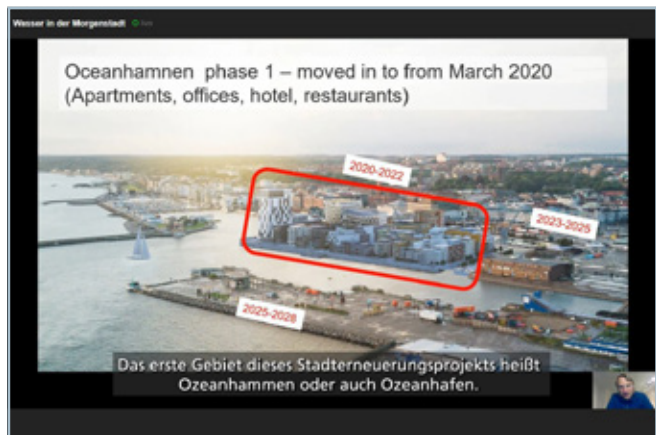 Wasser in der Morgenstadt live
Oceanhamnen phase 1 – moved in to from March 2020
(Apartments, offices, hotel, restaurants)
2020-2022
2023-2025
2025-2028
Das erste Gebiet dieses Stadterneuerungsprojekts heißt
Ozeanhammen oder auch Ozeanhafen.